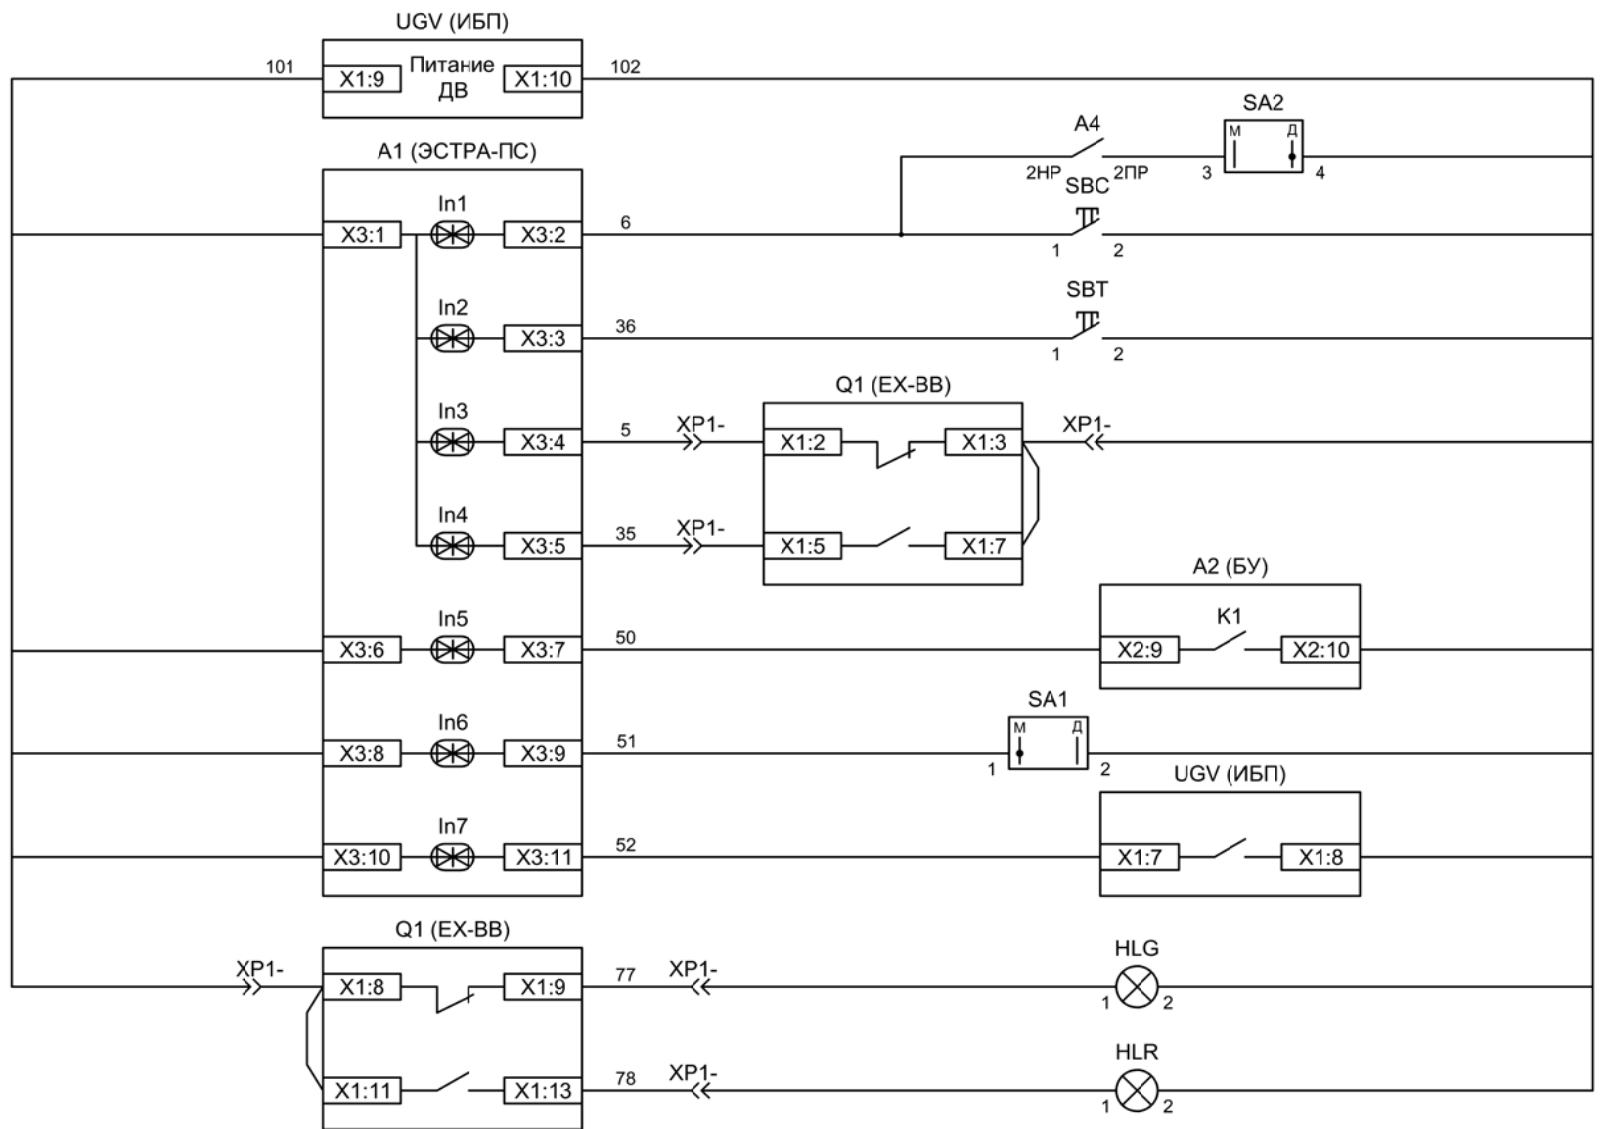 UGV (ИБП)
101
X1:9
Питание
ДВ
X1:10
102
SA2
A4
М
Д
2НР
2ПР
3
4
A1 (ЭСТРА-ПС)
SBC
In1
X3:1
X3:2
6
1
2
SBT
In2
X3:3
36
1
2
Q1 (EX-BB)
In3
X3:4
5
XP1-
X1:2
X1:3
XP1-
In4
X3:5
35
XP1-
X1:5
X1:7
A2 (БУ)
In5
K1
X3:6
X3:7
50
X2:9
X2:10
SA1
In6
М
Д
X3:8
X3:9
51
1
2
UGV (ИБП)
In7
X3:10
X3:11
52
X1:7
X1:8
Q1 (EX-BB)
HLG
XP1-
X1:8
X1:9
77
XP1-
1
2
HLR
X1:11
X1:13
78
XP1-
1
2